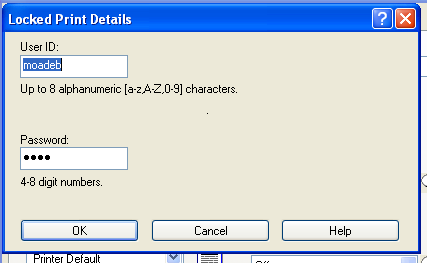 Locked Print Details
User ID:
moadeb
Up to 8 alphanumeric [a-z,A-Z,0-9] characters.
Password:
••••
4-8 digit numbers.
OK Cancel Help
Printer Default